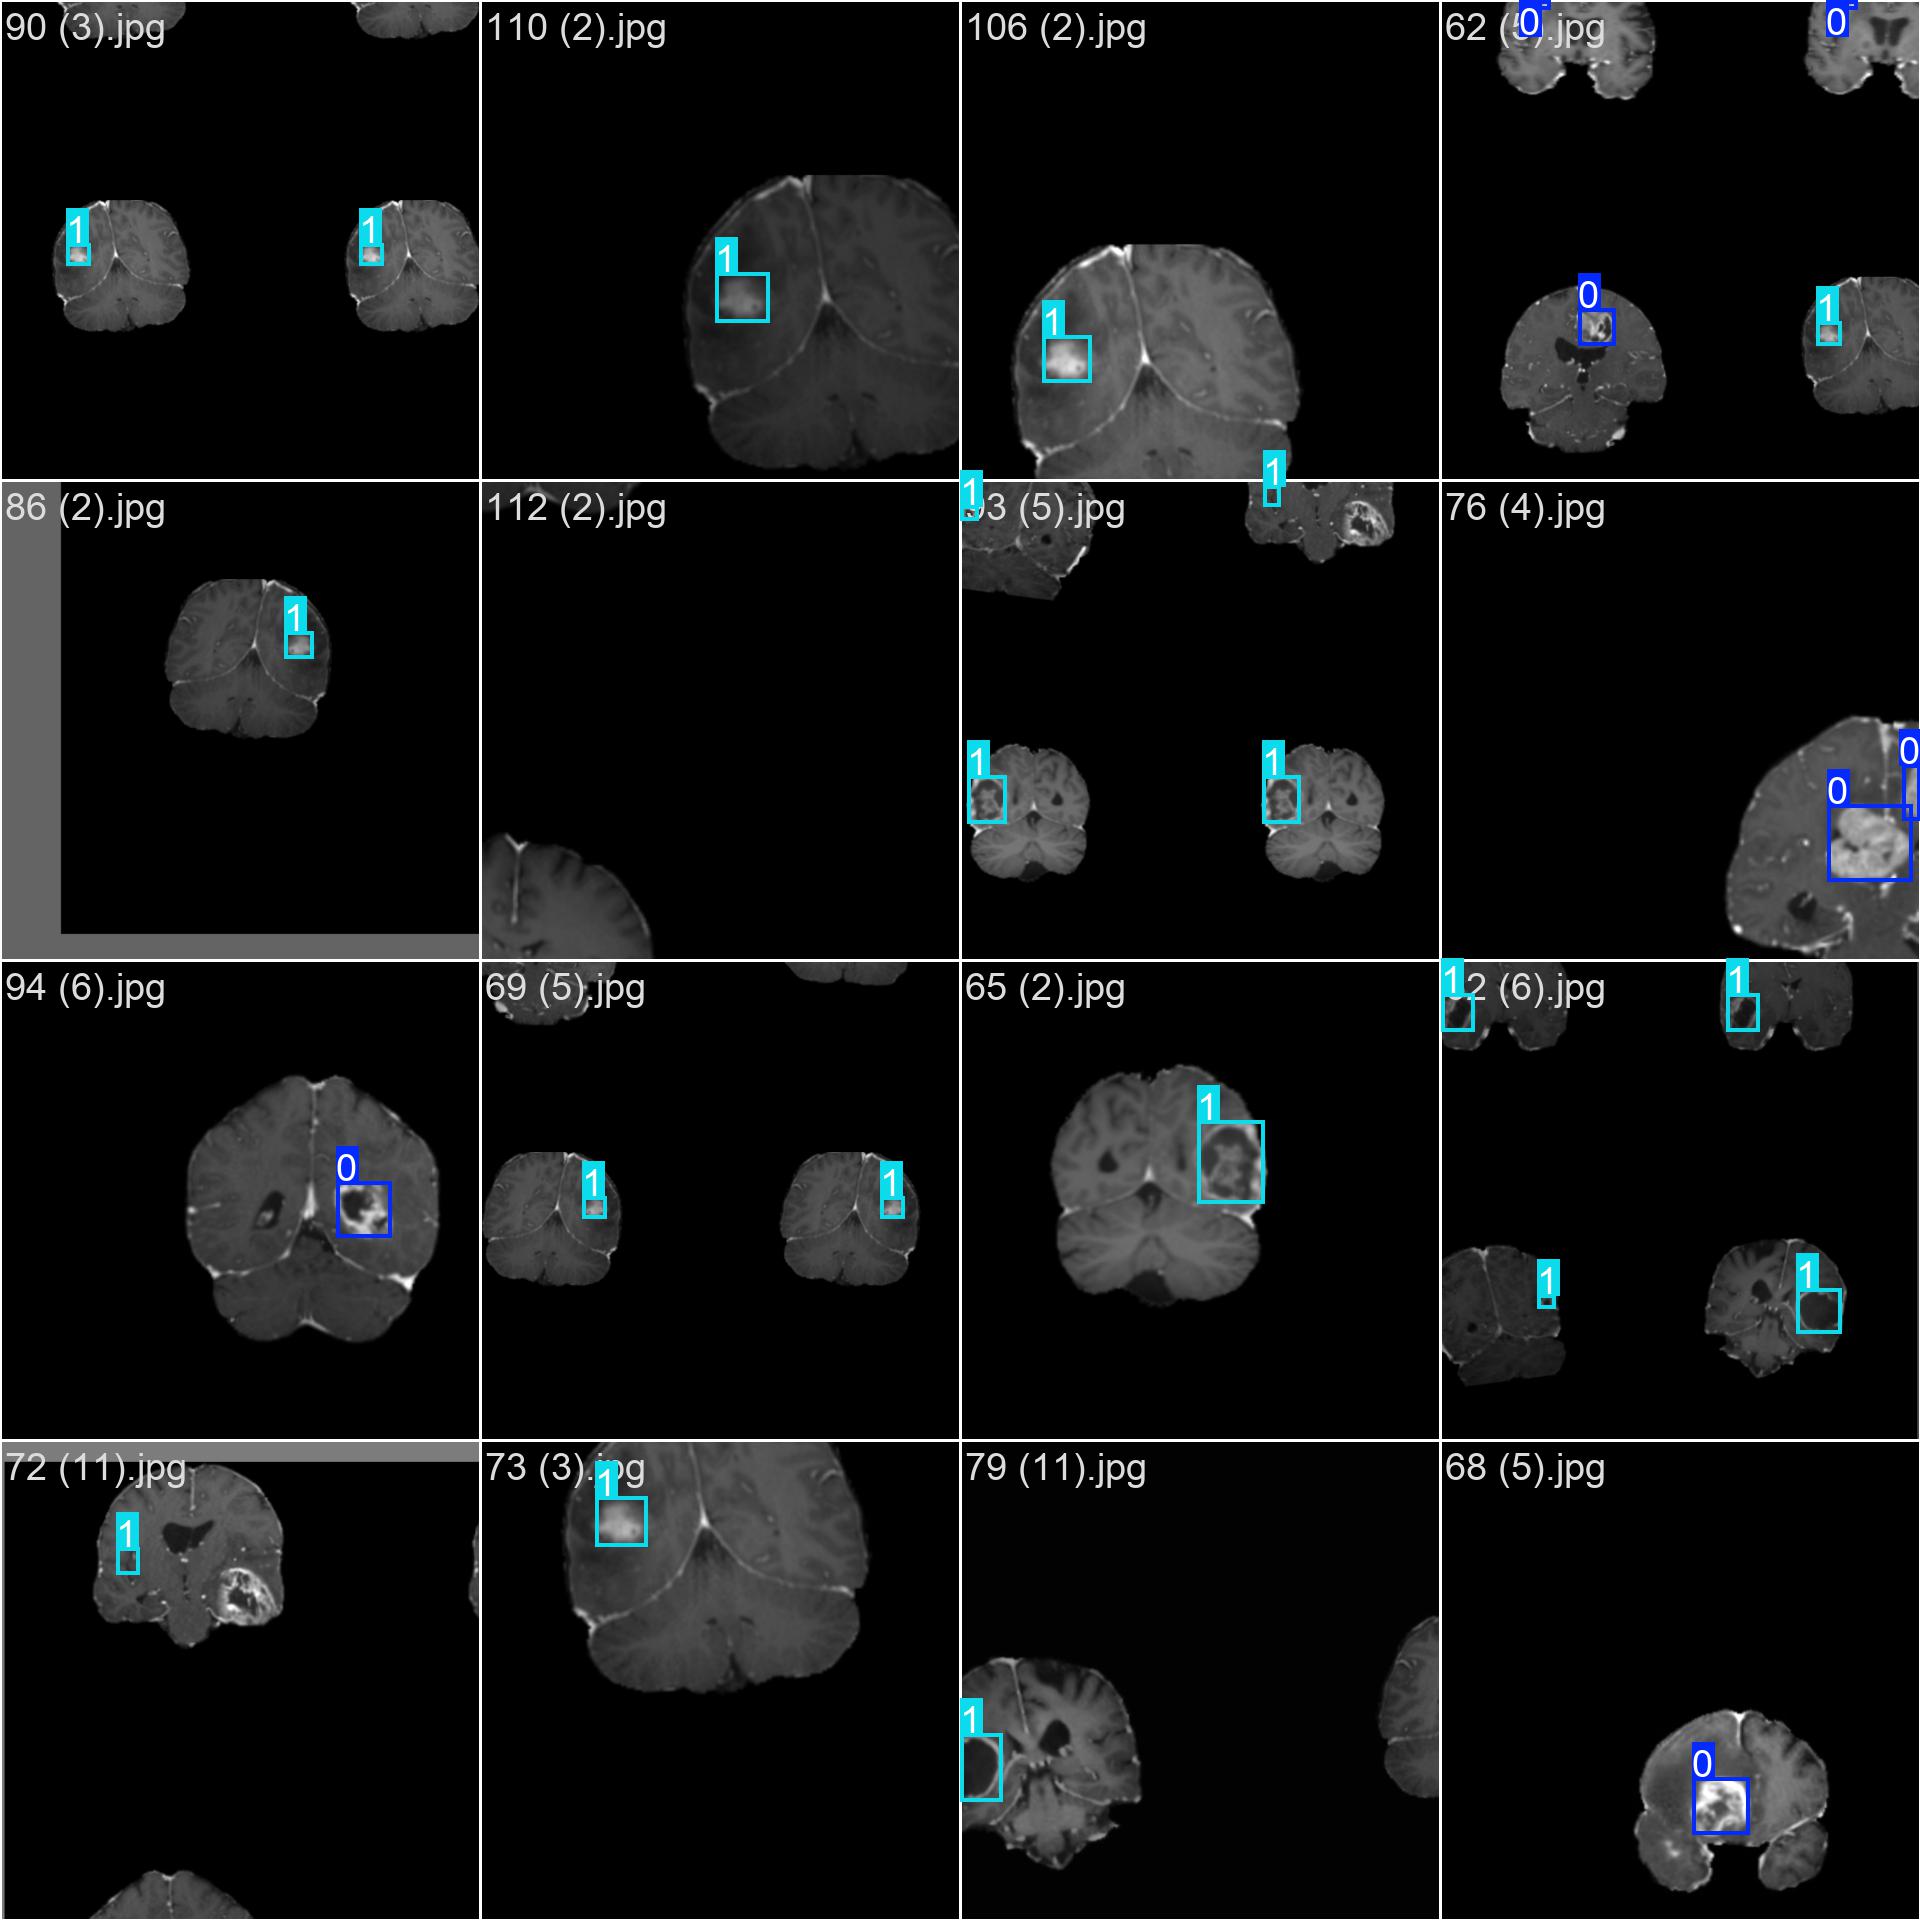 90 (3).jpg
110 (2).jpg
106 (2).jpg
62 (5).jpg
0
0
1
1
1
1
0
1
86 (2).jpg
112 (2).jpg
1
1
93 (5).jpg
76 (4).jpg
1
1
1
0
0
94 (6).jpg
69 (5).jpg
65 (2).jpg
1
1
2 (6).jpg
0
1
1
1
1
1
72 (11).jpg
73 (3).jpg
79 (11).jpg
68 (5).jpg
1
1
1
0